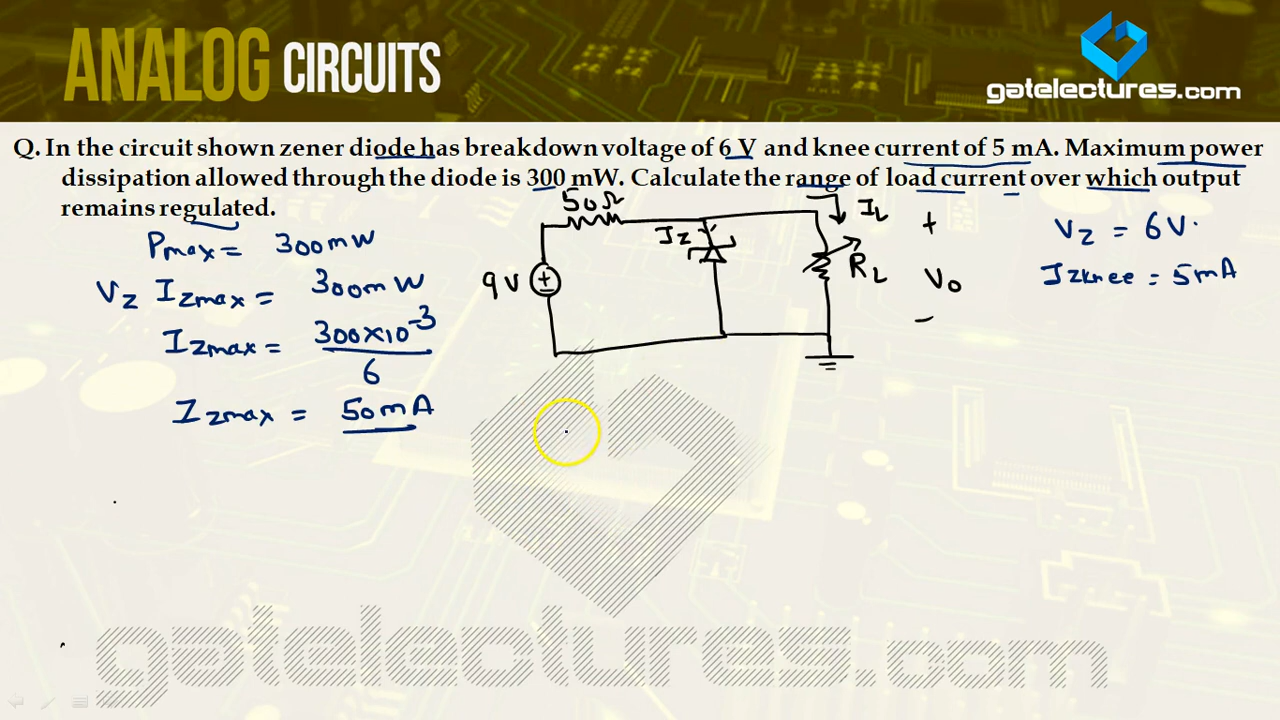 ANALOG CIRCUITS
gatelectures.com
Q. In the circuit shown zener diode has breakdown voltage of 6 V and knee current of 5 mA. Maximum power
dissipation allowed through the diode is 300 mW. Calculate the range of load current over which output
remains regulated.
Pmax = 300mW
Vz Izmax = 300mW
Izmax = 300×10⁻³
6
Izmax = 50mA
50Ω
9V
+
Iz
IL
RL
+
Vo
−
Vz = 6V.
Izknee = 5mA
gatelectures.com